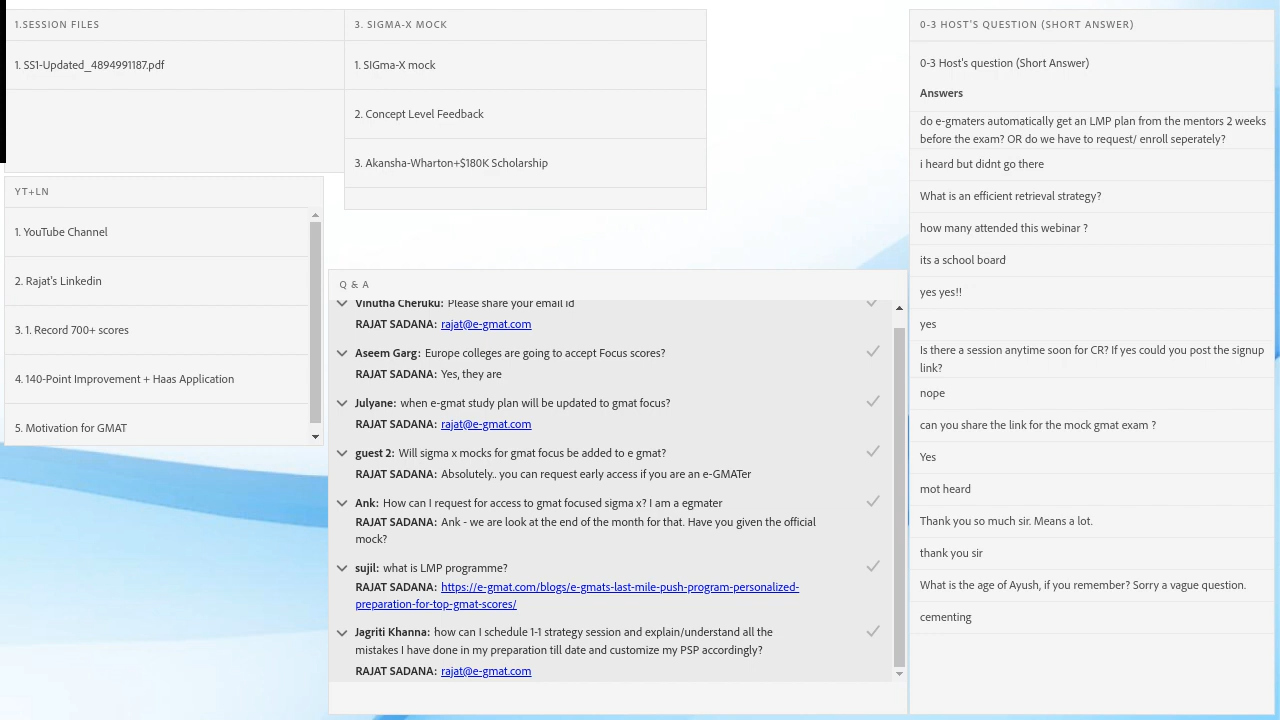 1.SESSION FILES
1. SS1-Updated_4894991187.pdf
3. SIGMA-X MOCK
1. SIGma-X mock
2. Concept Level Feedback
3. Akansha-Wharton+$180K Scholarship
YT+LN
1. YouTube Channel
2. Rajat's Linkedin
3. 1. Record 700+ scores
4. 140-Point Improvement + Haas Application
5. Motivation for GMAT
Q & A
Vinutha Cheruku: Please share your email id
RAJAT SADANA: rajat@e-gmat.com
Aseem Garg: Europe colleges are going to accept Focus scores?
RAJAT SADANA: Yes, they are
Julyane: when e-gmat study plan will be updated to gmat focus?
RAJAT SADANA: rajat@e-gmat.com
guest 2: Will sigma x mocks for gmat focus be added to e gmat?
RAJAT SADANA: Absolutely.. you can request early access if you are an e-GMATer
Ank: How can I request for access to gmat focused sigma x? I am a egmater
RAJAT SADANA: Ank - we are look at the end of the month for that. Have you given the official
mock?
sujil: what is LMP programme?
RAJAT SADANA: https://e-gmat.com/blogs/e-gmats-last-mile-push-program-personalized-
preparation-for-top-gmat-scores/
Jagriti Khanna: how can I schedule 1-1 strategy session and explain/understand all the
mistakes I have done in my preparation till date and customize my PSP accordingly?
RAJAT SADANA: rajat@e-gmat.com
0-3 HOST'S QUESTION (SHORT ANSWER)
0-3 Host's question (Short Answer)
Answers
do e-gmaters automatically get an LMP plan from the mentors 2 weeks
before the exam? OR do we have to request/ enroll seperately?
i heard but didnt go there
What is an efficient retrieval strategy?
how many attended this webinar ?
its a school board
yes yes!!
yes
Is there a session anytime soon for CR? If yes could you post the signup
link?
nope
can you share the link for the mock gmat exam ?
Yes
mot heard
Thank you so much sir. Means a lot.
thank you sir
What is the age of Ayush, if you remember? Sorry a vague question.
cementing